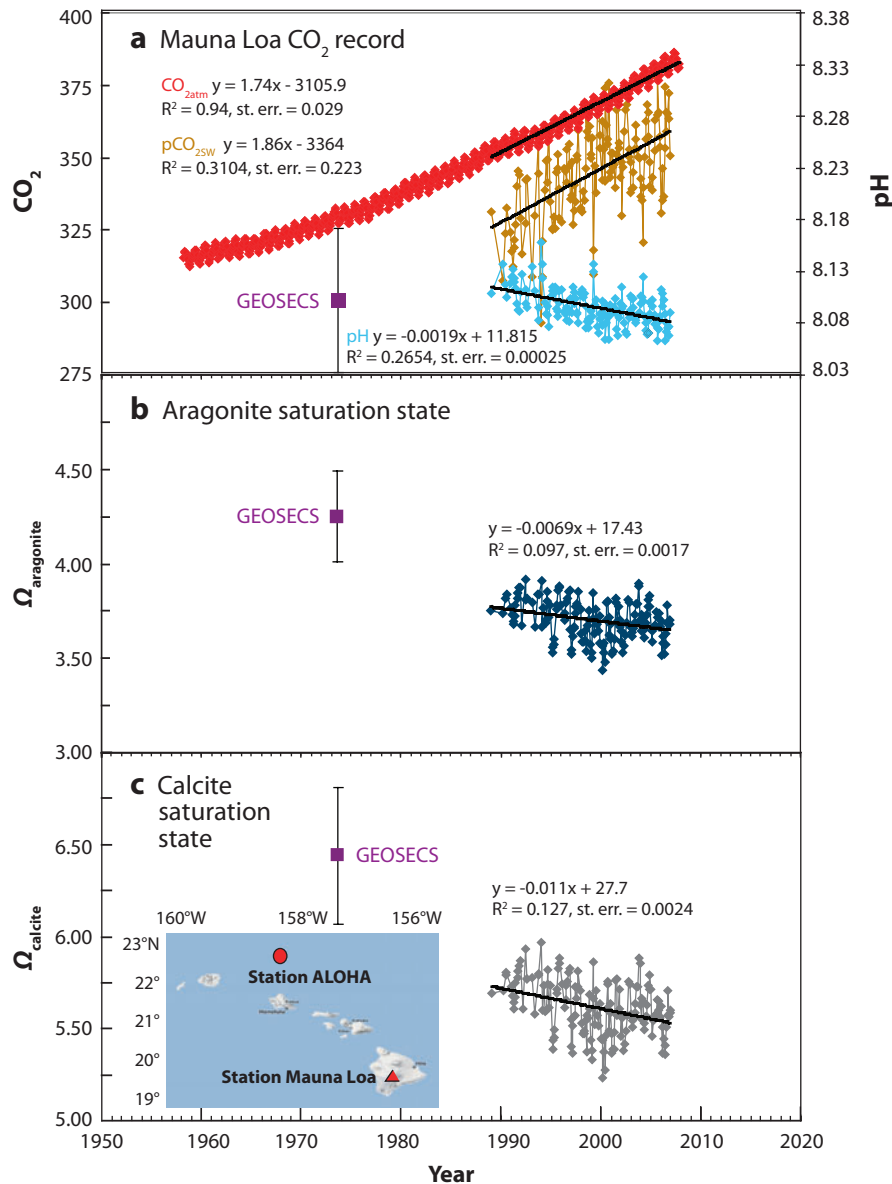 a Mauna Loa CO2 record
CO2atm y = 1.74x - 3105.9
R2 = 0.94, st. err. = 0.029
pCO2SW y = 1.86x - 3364
R2 = 0.3104, st. err. = 0.223
GEOSECS
pH y = -0.0019x + 11.815
R2 = 0.2654, st. err. = 0.00025
CO2
400
375
350
325
300
275
pH
8.38
8.33
8.28
8.23
8.18
8.13
8.08
8.03
b Aragonite saturation state
GEOSECS
y = -0.0069x + 17.43
R2 = 0.097, st. err. = 0.0017
Ωaragonite
4.50
4.00
3.50
3.00
c Calcite
saturation
state
GEOSECS
y = -0.011x + 27.7
R2 = 0.127, st. err. = 0.0024
Ωcalcite
6.50
6.00
5.50
5.00
160°W 158°W 156°W
23°N
22°
21°
20°
19°
Station ALOHA
Station Mauna Loa
1950 1960 1970 1980 1990 2000 2010 2020
Year